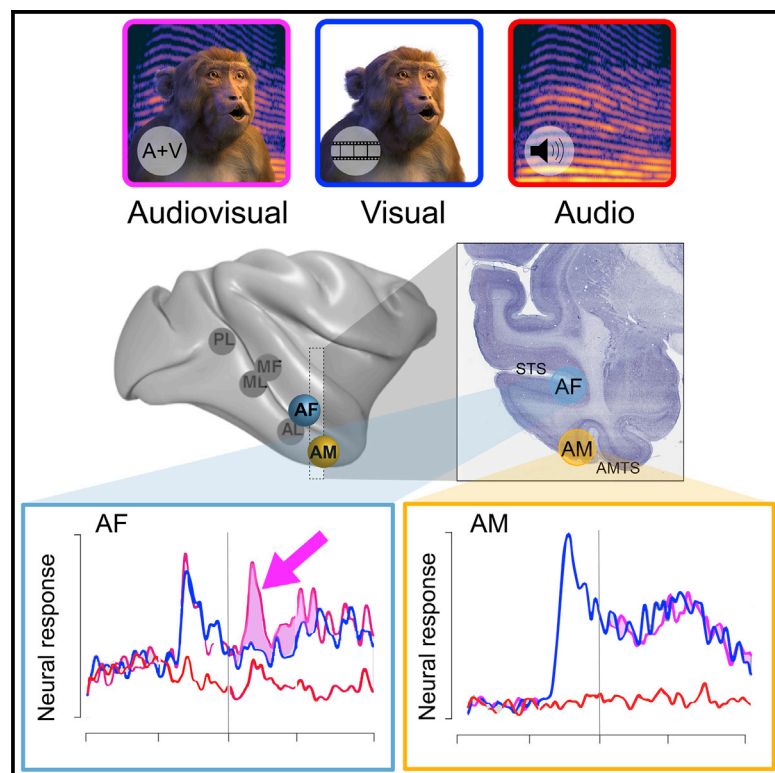 A+V
Audiovisual
Visual
Audio
PL
MF
ML
AF
AL
AM
STS
AF
AM
AMTS
AF
Neural response
AM
Neural response